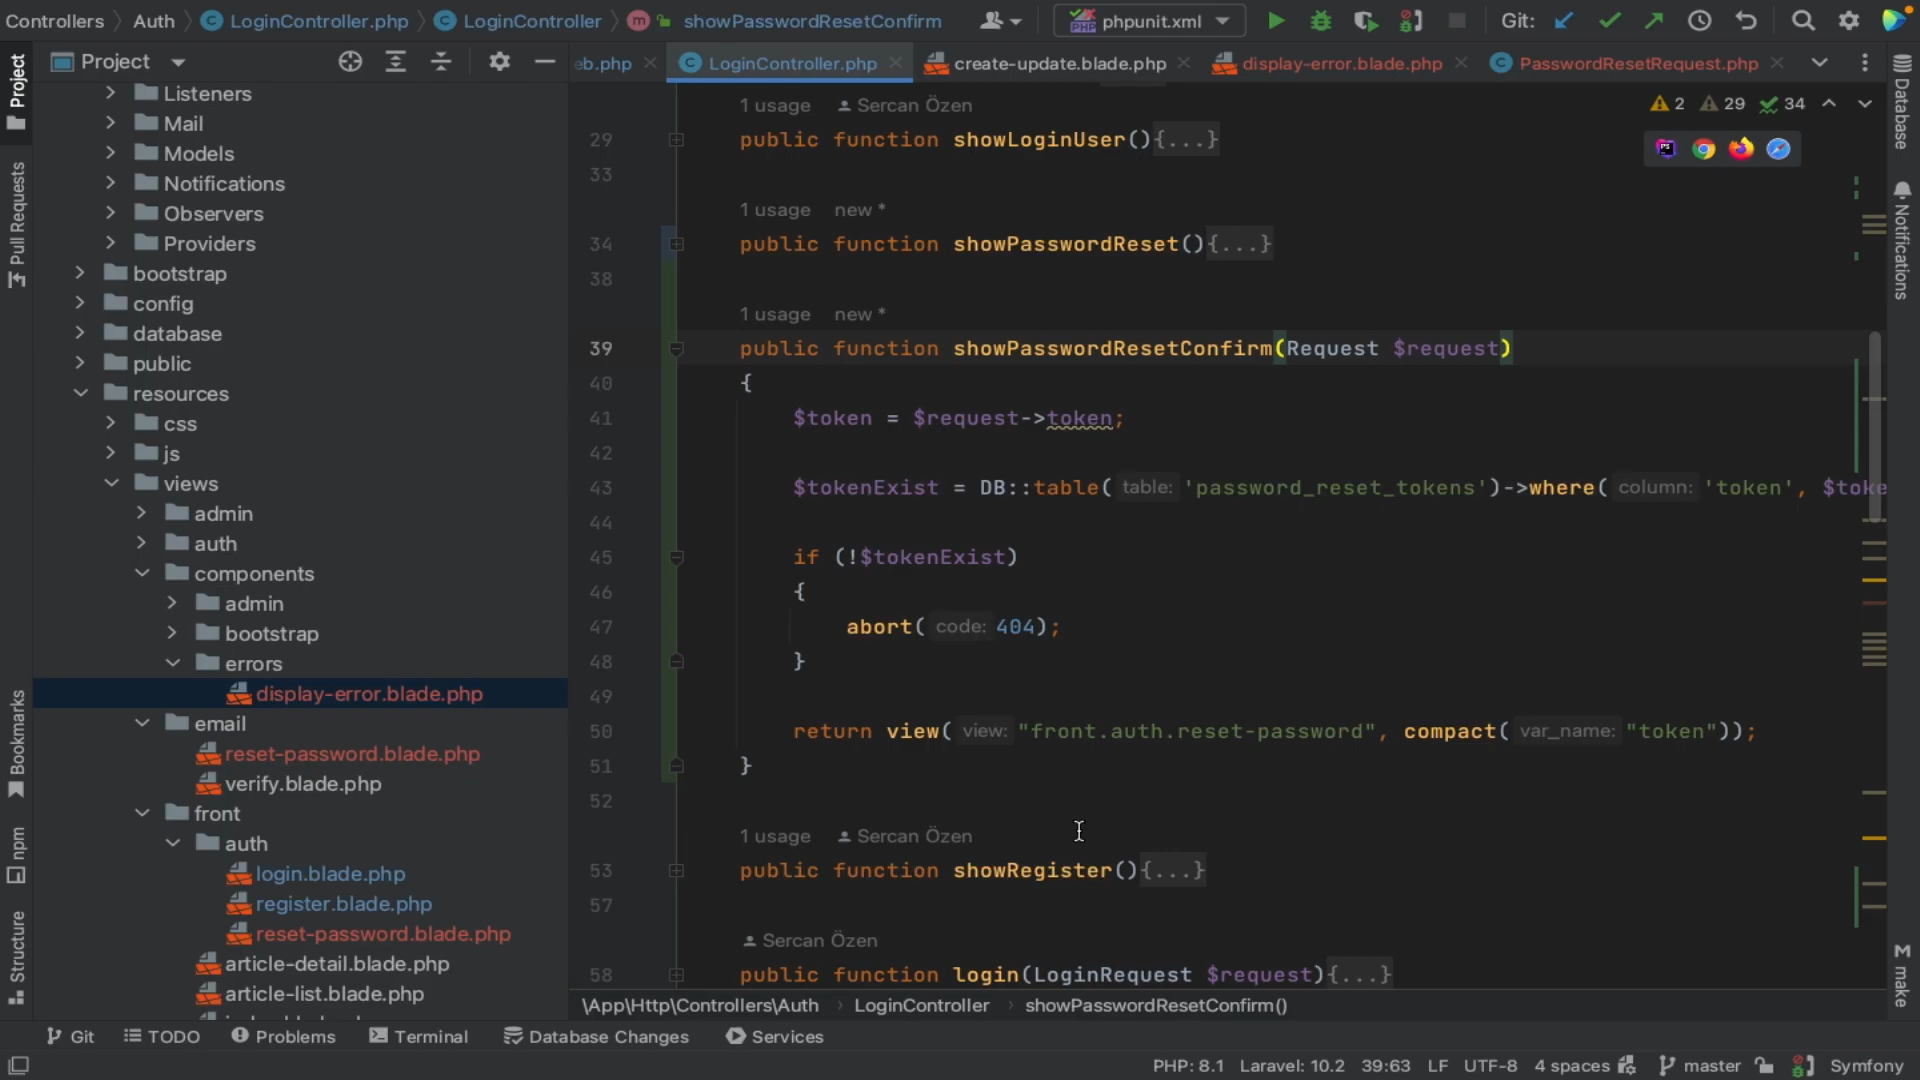 Controllers Auth LoginController.php LoginController m showPasswordResetConfirm phpunit.xml Git:
Project
eb.php LoginController.php create-update.blade.php display-error.blade.php PasswordResetRequest.php
2 29 34
Project
Pull Requests
Bookmarks
npm
Structure
Listeners
Mail
Models
Notifications
Observers
Providers
bootstrap
config
database
public
resources
css
js
views
admin
auth
components
admin
bootstrap
errors
display-error.blade.php
email
reset-password.blade.php
verify.blade.php
front
auth
login.blade.php
register.blade.php
reset-password.blade.php
article-detail.blade.php
article-list.blade.php
1 usage Sercan Özen
29 public function showLoginUser(){...}
33
1 usage new *
34 public function showPasswordReset(){...}
38
1 usage new *
39 public function showPasswordResetConfirm(Request $request)
40 {
41 $token = $request->token;
42
43 $tokenExist = DB::table( table: 'password_reset_tokens')->where( column: 'token', $toke
44
45 if (!$tokenExist)
46 {
47 abort( code: 404);
48 }
49
50 return view( view: "front.auth.reset-password", compact( var_name: "token"));
51 }
52
1 usage Sercan Özen
53 public function showRegister(){...}
57
Sercan Özen
58 public function login(LoginRequest $request){...}
\App\Http\Controllers\Auth LoginController showPasswordResetConfirm()
Database
Notifications
make
Git TODO Problems Terminal Database Changes Services
PHP: 8.1 Laravel: 10.2 39:63 LF UTF-8 4 spaces master Symfony